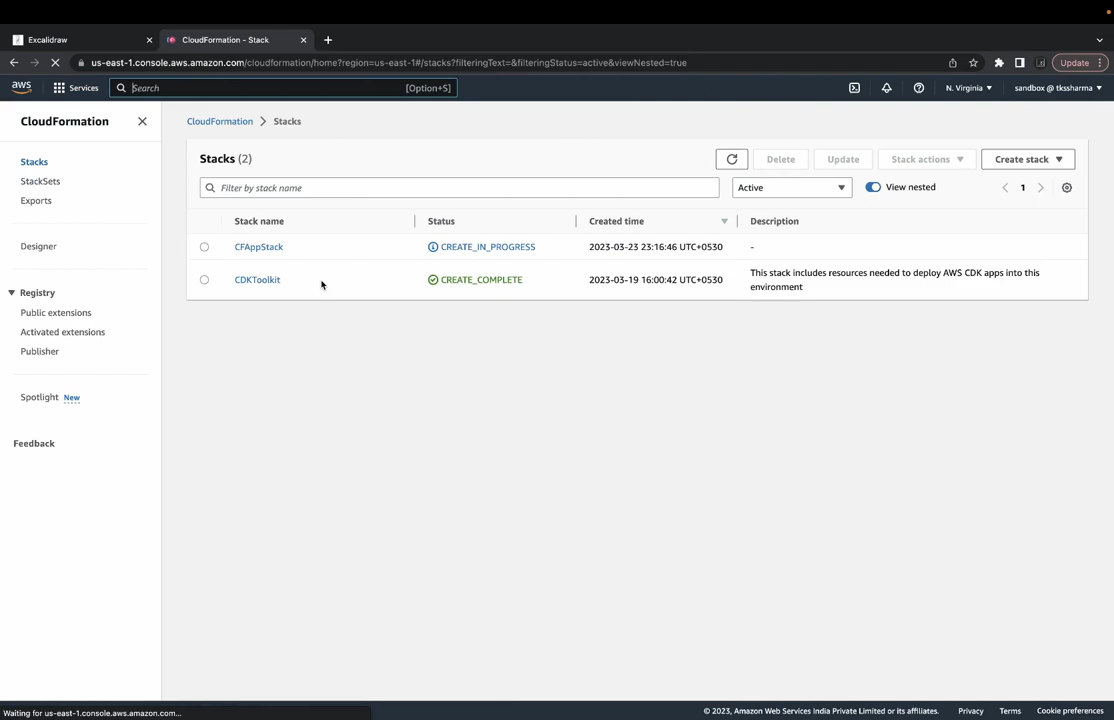 Excalidraw
CloudFormation - Stack
us-east-1.console.aws.amazon.com/cloudformation/home?region=us-east-1#/stacks?filteringText=&filteringStatus=active&viewNested=true
Update
aws
Services
Search
[Option+S]
N. Virginia
sandbox @ tkssharma
CloudFormation
CloudFormation
Stacks
Stacks
StackSets
Exports
Designer
Registry
Public extensions
Activated extensions
Publisher
Spotlight
New
Feedback
Stacks (2)
Delete
Update
Stack actions
Create stack
Filter by stack name
Active
View nested
1
Stack name
Status
Created time
Description
CFAppStack
CREATE_IN_PROGRESS
2023-03-23 23:16:46 UTC+0530
-
CDKToolkit
CREATE_COMPLETE
2023-03-19 16:00:42 UTC+0530
This stack includes resources needed to deploy AWS CDK apps into this
environment
Waiting for us-east-1.console.aws.amazon.com...
© 2023, Amazon Web Services India Private Limited or its affiliates.
Privacy
Terms
Cookie preferences